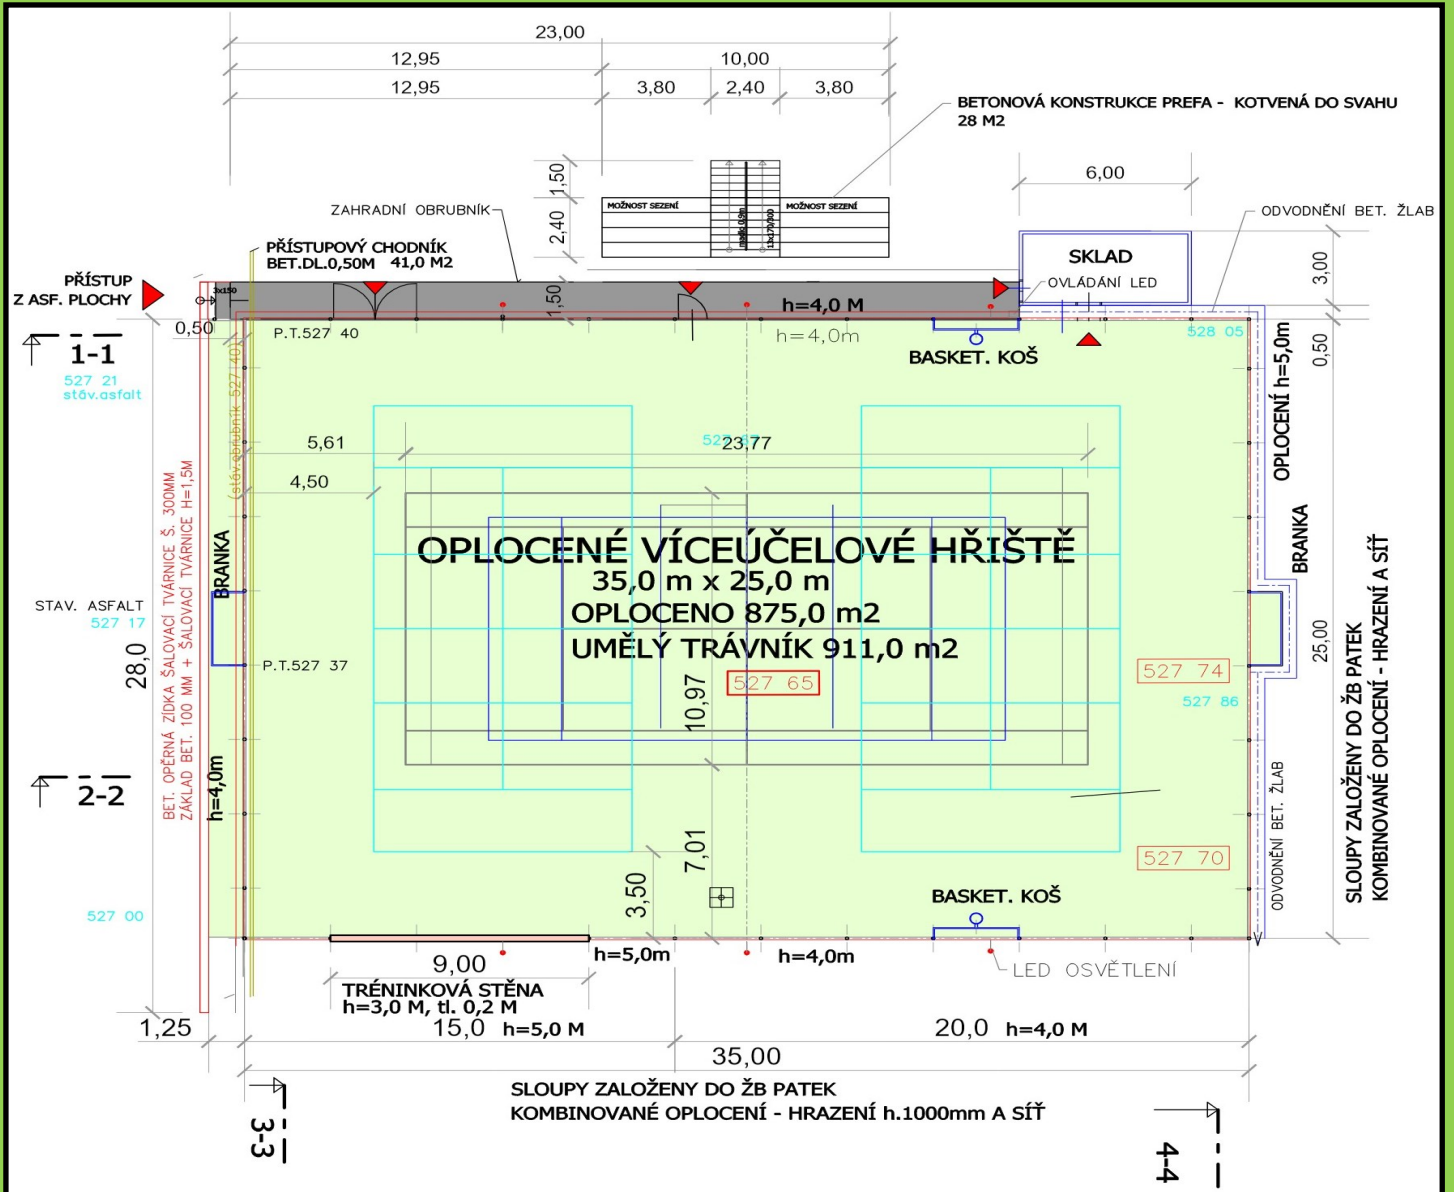 23,00
12,95
10,00
12,95
3,80
2,40
3,80
BETONOVÁ KONSTRUKCE PREFA - KOTVENÁ DO SVAHU
28 M2
1,50
2,40
6,00
MOŽNOST SEZENÍ
MOŽNOST SEZENÍ
13x170/300
ZAHRADNÍ OBRUBNÍK
ODVODNĚNÍ BET. ŽLAB
PŘÍSTUPOVÝ CHODNÍK
BET.DL.0,50M 41,0 M2
PŘÍSTUP
Z ASF. PLOCHY
3x150
SKLAD
OVLÁDÁNÍ LED
3,00
1,50
h=4,0 M
0,50
P.T.527 40
h=4,0m
528 05
0,50
1-1
BASKET. KOŠ
OPLOCENÍ h=5,0m
527 21
stáv.asfalt
(stáv.obrubník 527 40)
5,61
23,77
4,50
BET. OPĚRNÁ ZÍDKA ŠALOVACÍ TVÁRNICE Š. 300MM
ZÁKLAD BET. 100 MM + ŠALOVACÍ TVÁRNICE H=1,5M
BRANKA
BRANKA
OPLOCENÉ VÍCEÚČELOVÉ HŘIŠTĚ
35,0 m x 25,0 m
OPLOCENO 875,0 m2
UMĚLÝ TRÁVNÍK 911,0 m2
STAV. ASFALT
527 17
28,0
P.T.527 37
527 65
527 74
527 86
25,00
10,97
SLOUPY ZALOŽENY DO ŽB PATEK
KOMBINOVANÉ OPLOCENÍ - HRAZENÍ A SÍŤ
2-2
h=4,0m
7,01
527 70
ODVODNĚNÍ BET. ŽLAB
3,50
527 00
BASKET. KOŠ
h=5,0m
h=4,0m
9,00
LED OSVĚTLENÍ
TRÉNINKOVÁ STĚNA
h=3,0 M, tl. 0,2 M
1,25
15,0 h=5,0 M
20,0 h=4,0 M
35,00
SLOUPY ZALOŽENY DO ŽB PATEK
KOMBINOVANÉ OPLOCENÍ - HRAZENÍ h.1000mm A SÍŤ
3-3
4-4